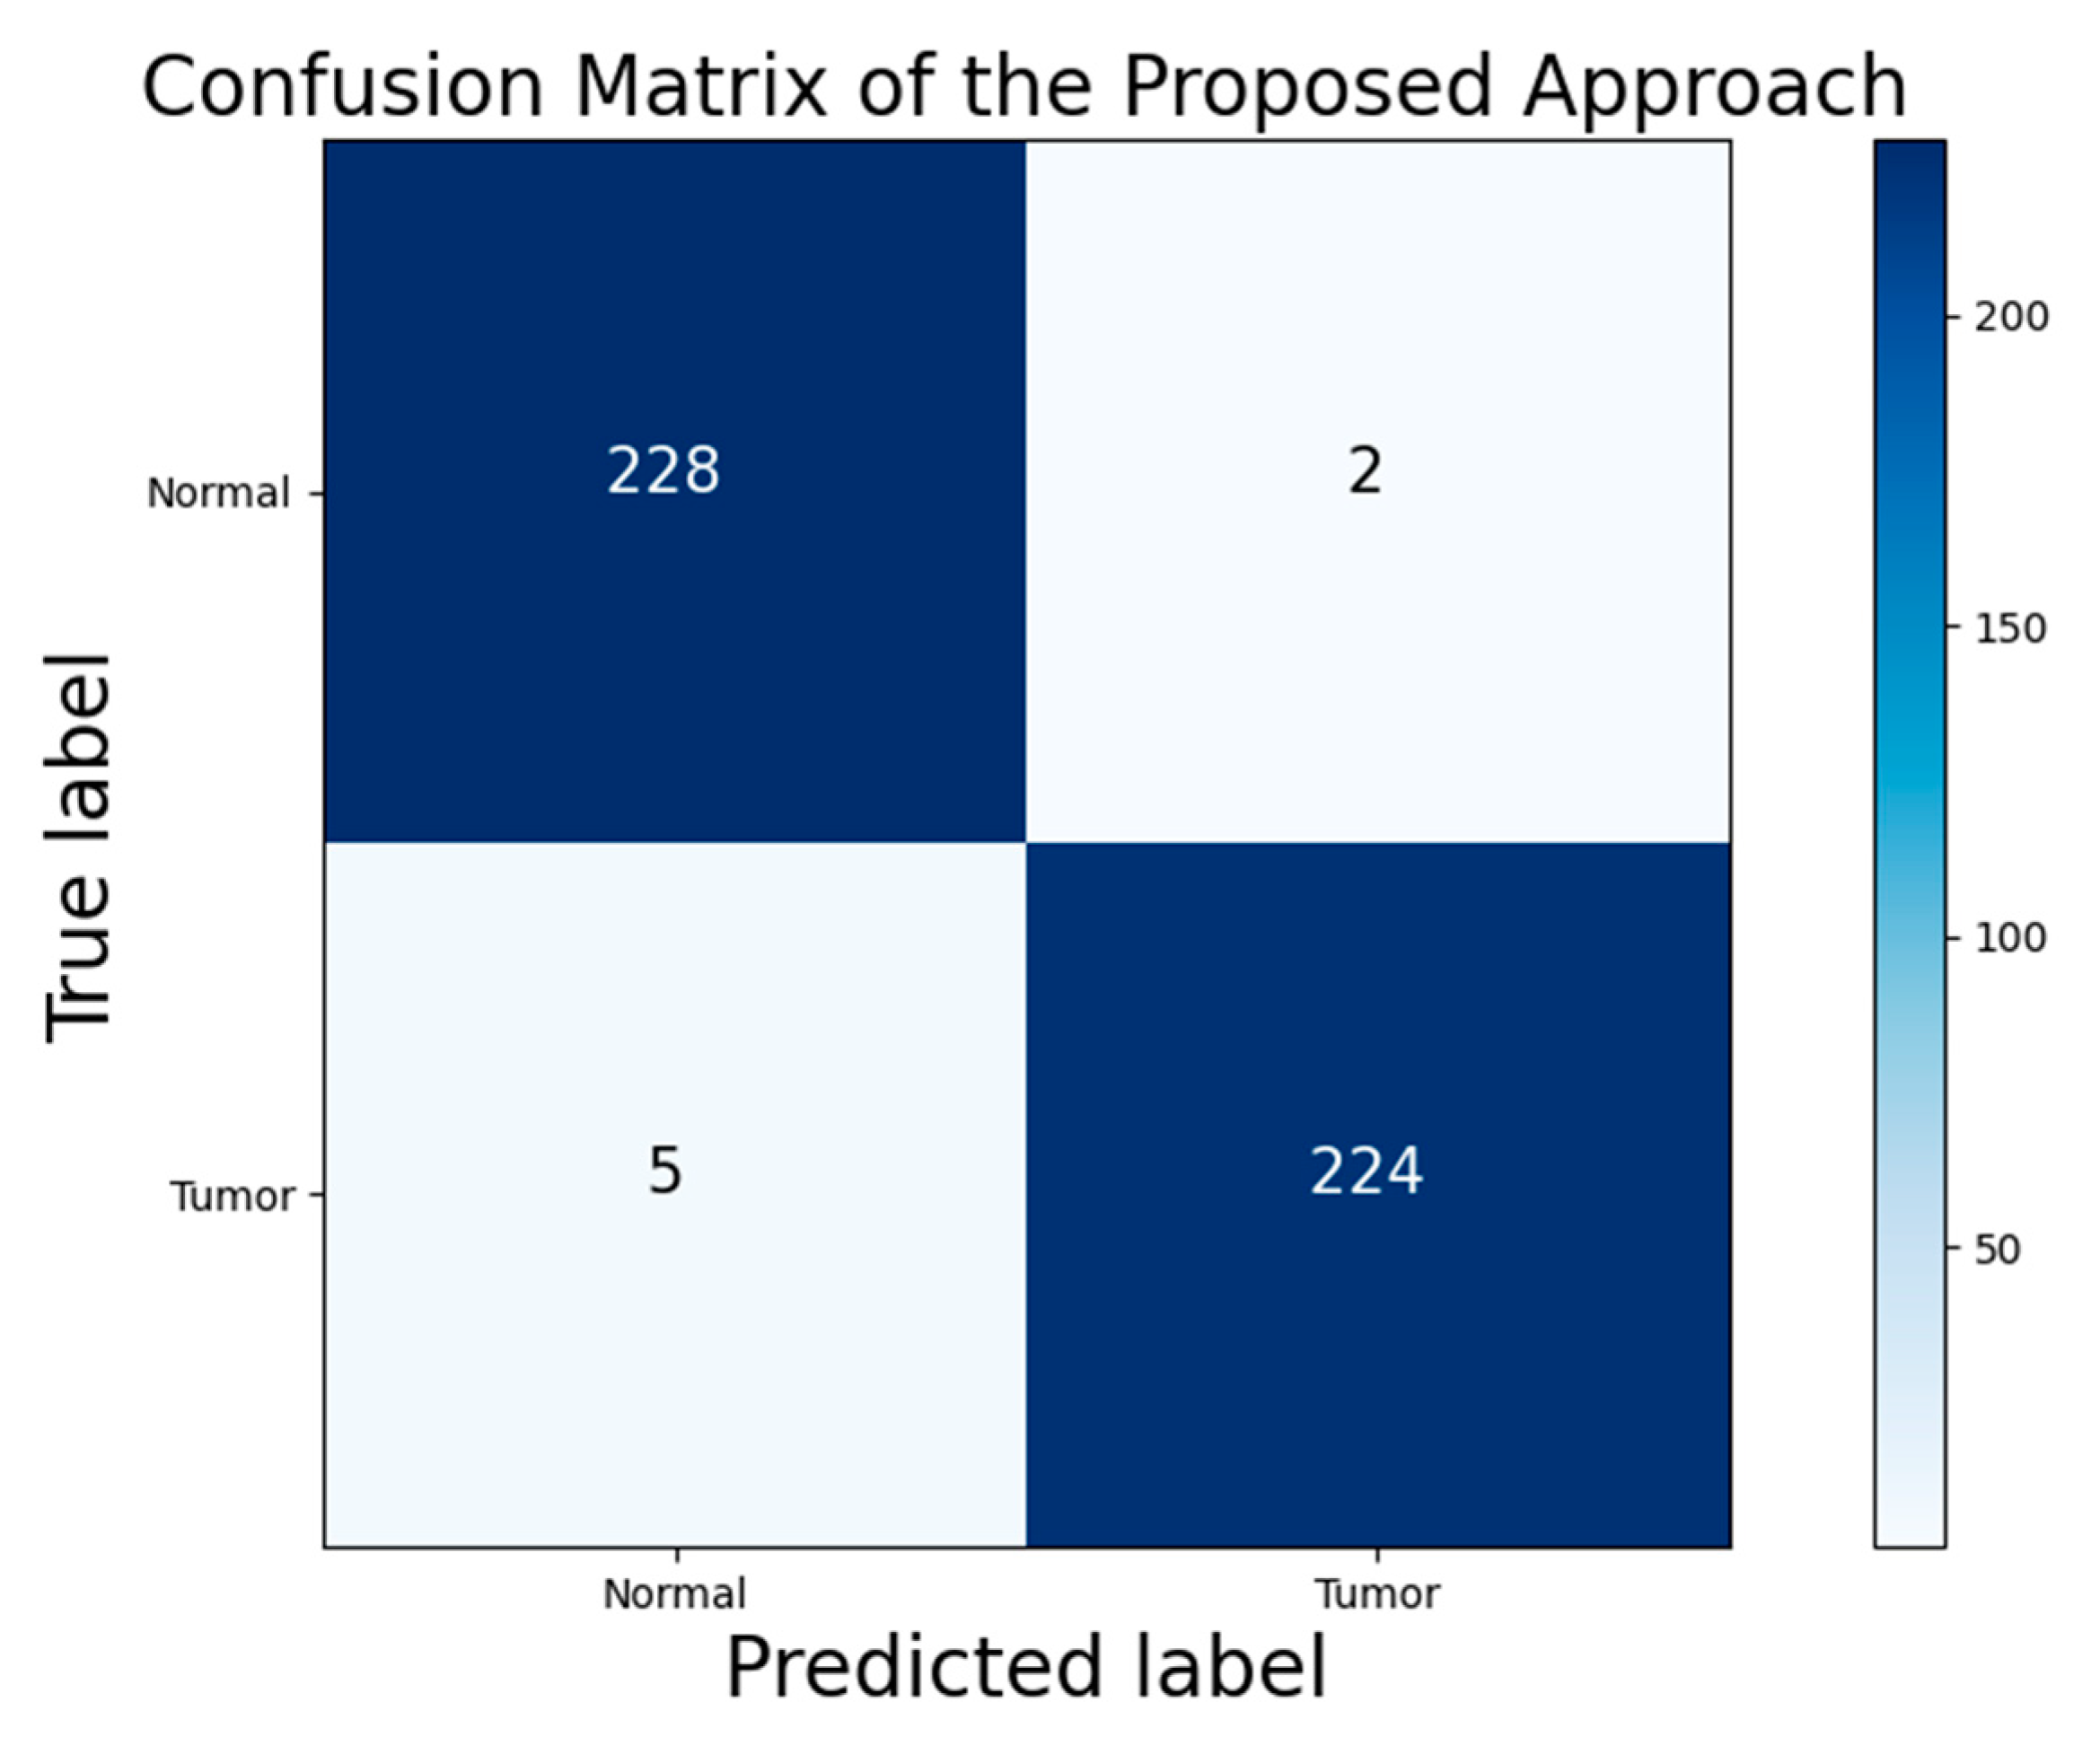 Confusion Matrix of the Proposed Approach
True label
Normal
Tumor
228
2
5
224
Normal
Tumor
Predicted label
200
150
100
50